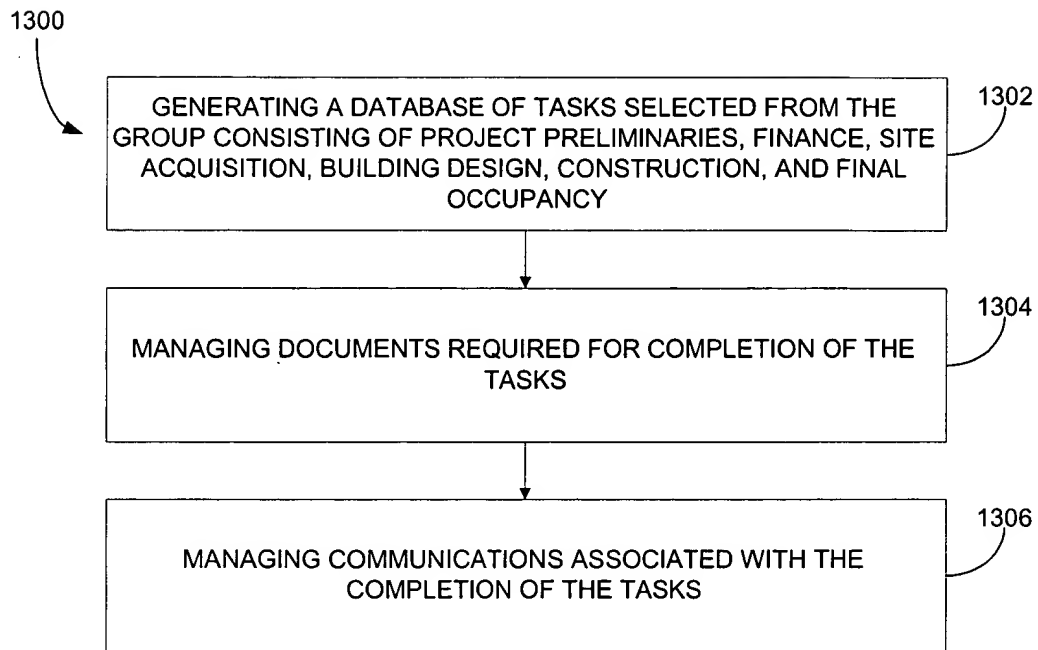 1300
1302
GENERATING A DATABASE OF TASKS SELECTED FROM THE
GROUP CONSISTING OF PROJECT PRELIMINARIES, FINANCE, SITE
ACQUISITION, BUILDING DESIGN, CONSTRUCTION, AND FINAL
OCCUPANCY
1304
MANAGING DOCUMENTS REQUIRED FOR COMPLETION OF THE
TASKS
1306
MANAGING COMMUNICATIONS ASSOCIATED WITH THE
COMPLETION OF THE TASKS